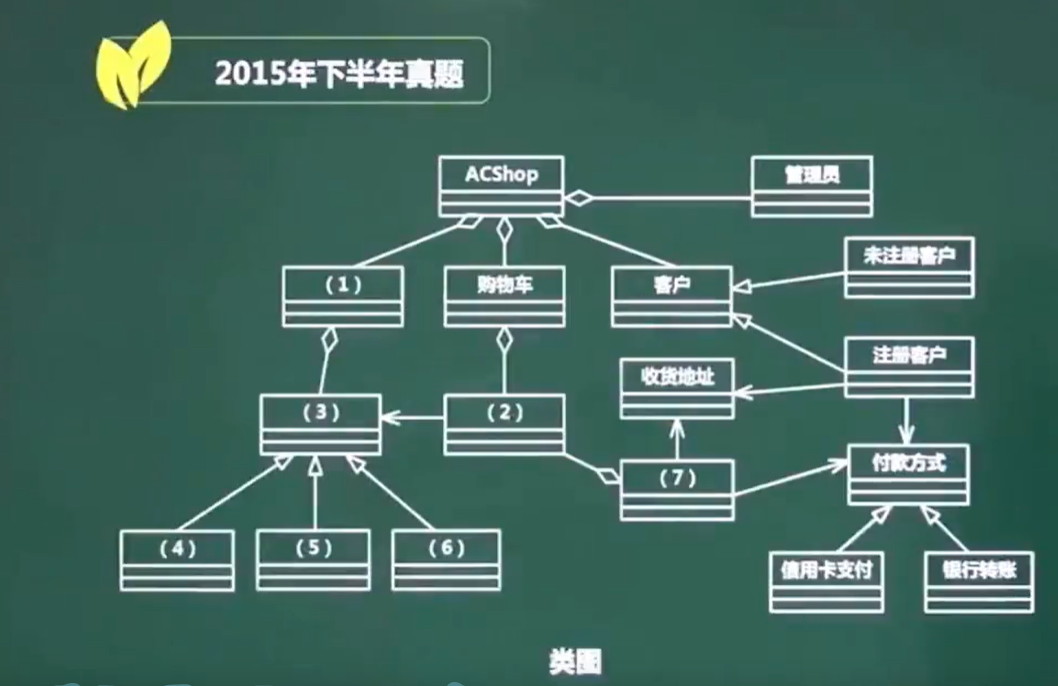 2015年下半年真题
ACShop
管理员
未注册客户
（1）
购物车
客户
注册客户
收货地址
（3）
（2）
付款方式
（7）
（4）
（5）
（6）
信用卡支付
银行转账
类图